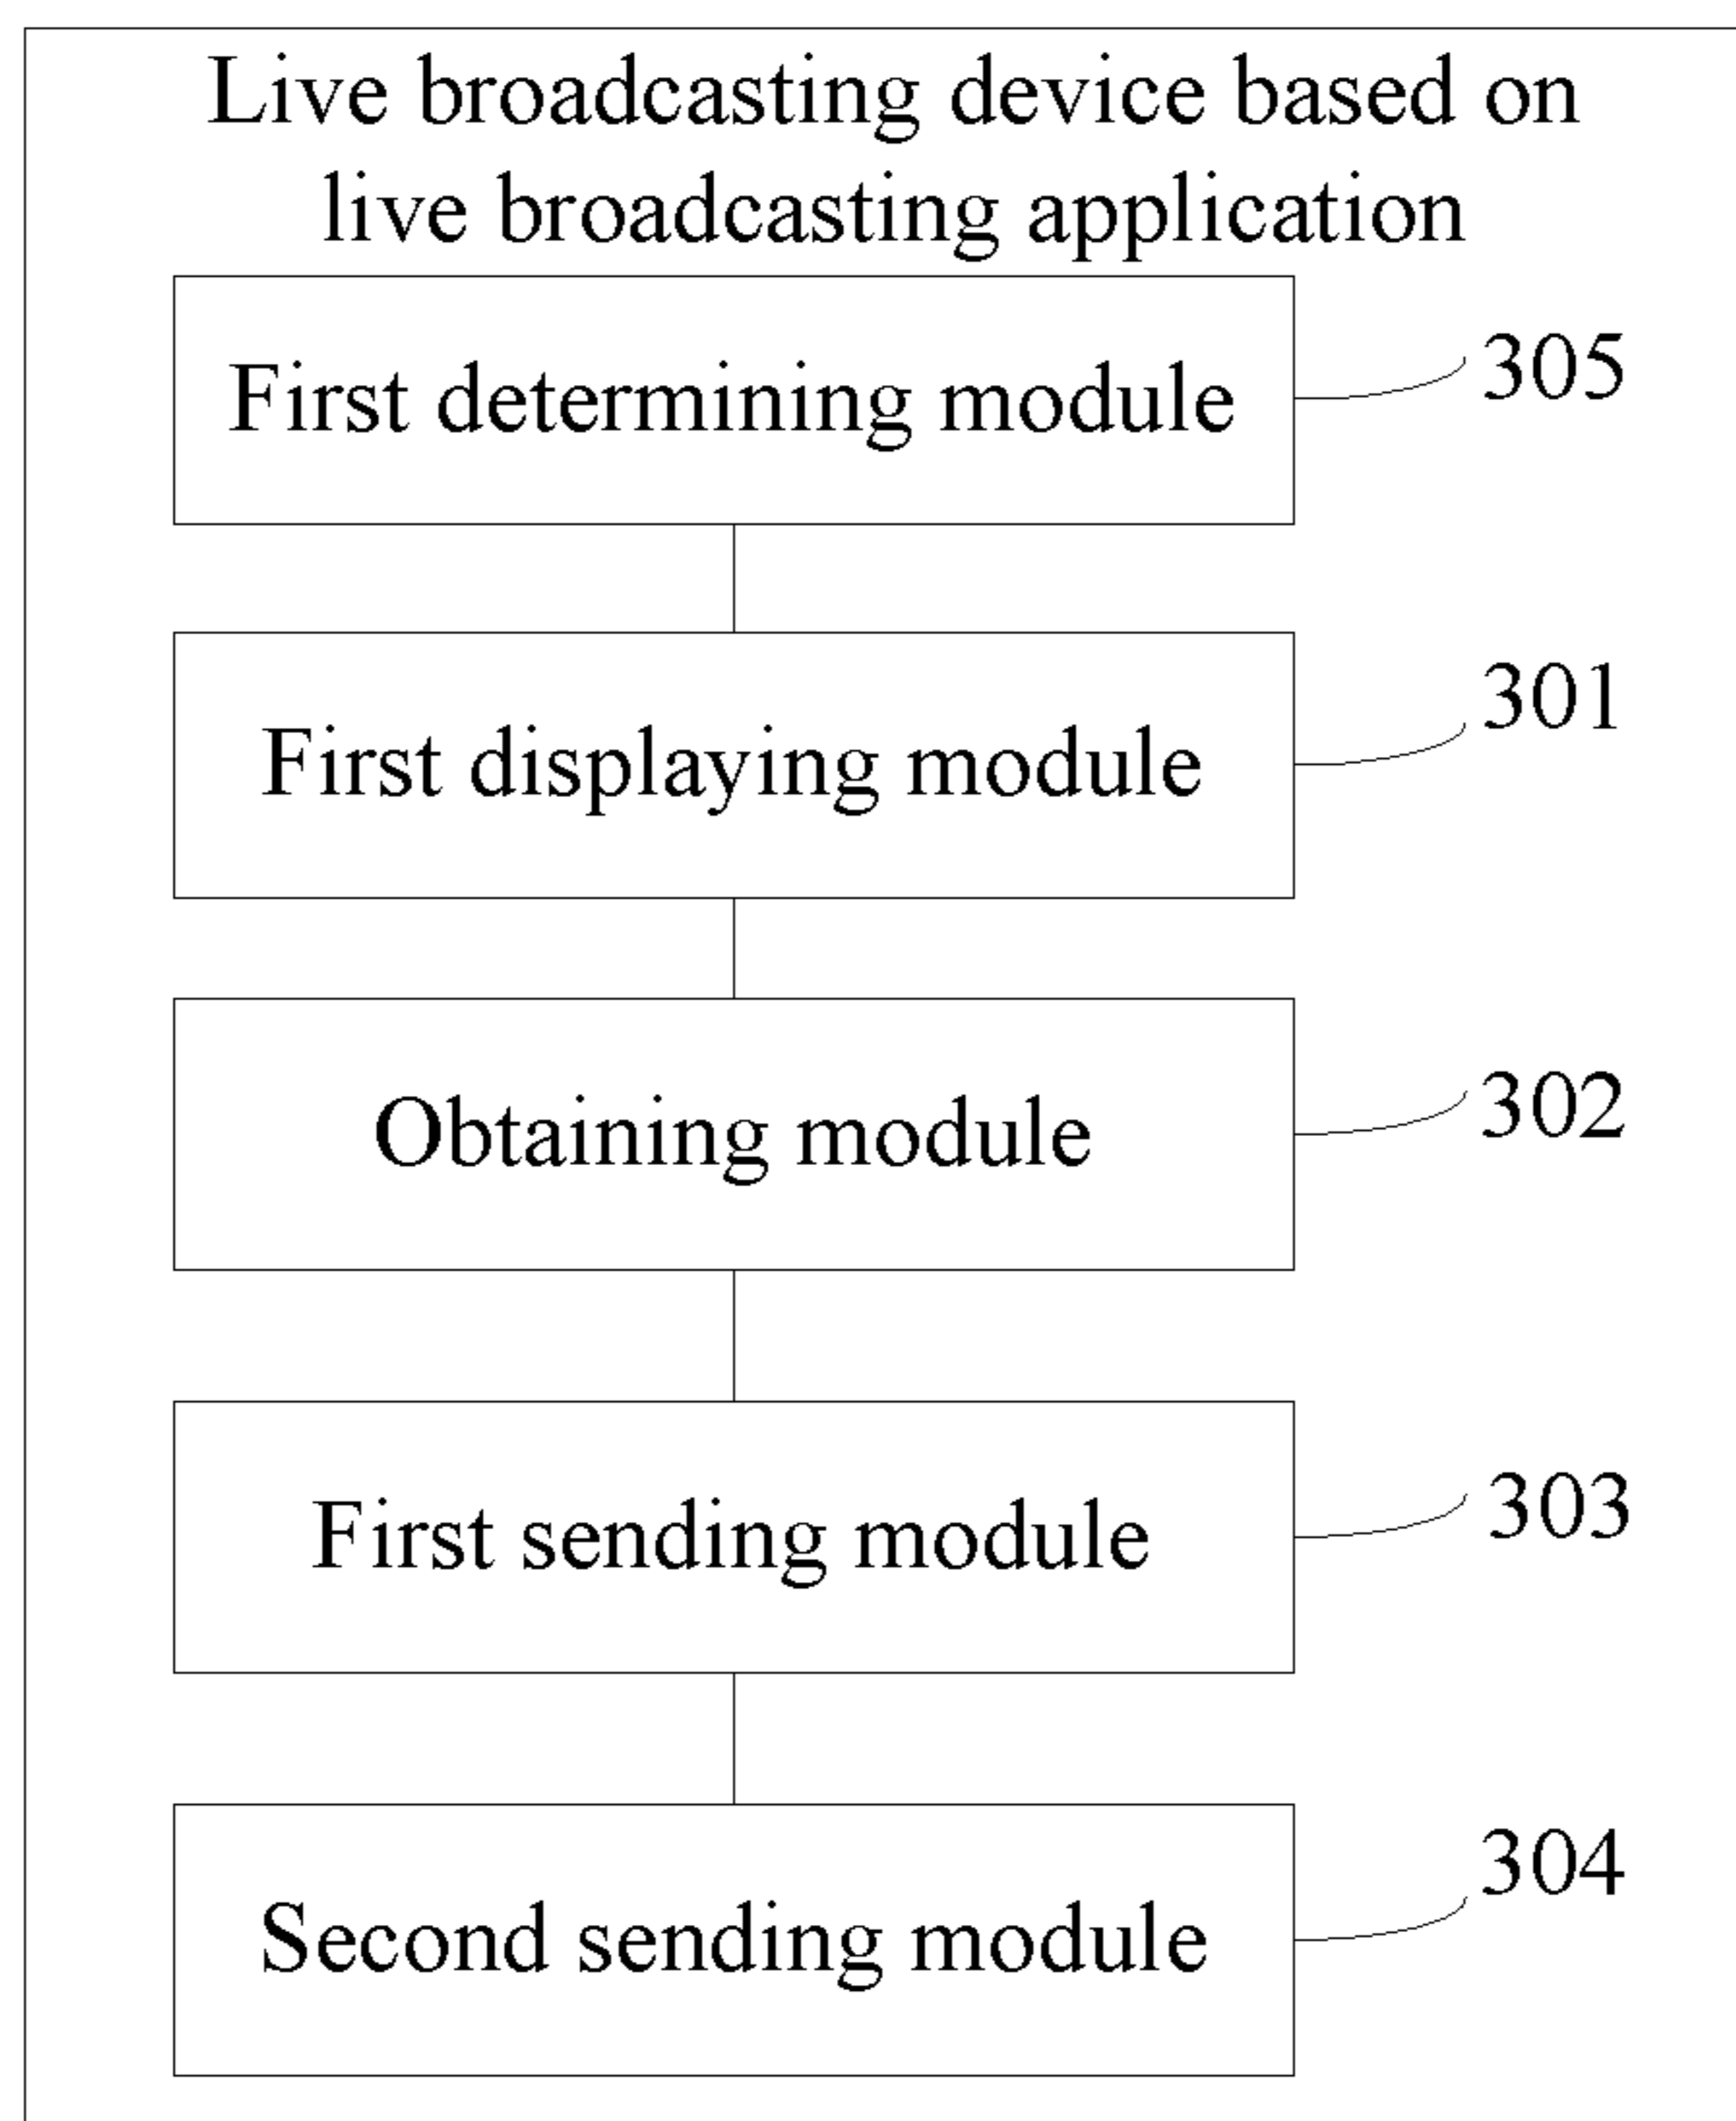 Live broadcasting device based on
live broadcasting application
First determining module
305
First displaying module
301
Obtaining module
302
First sending module
303
Second sending module
304